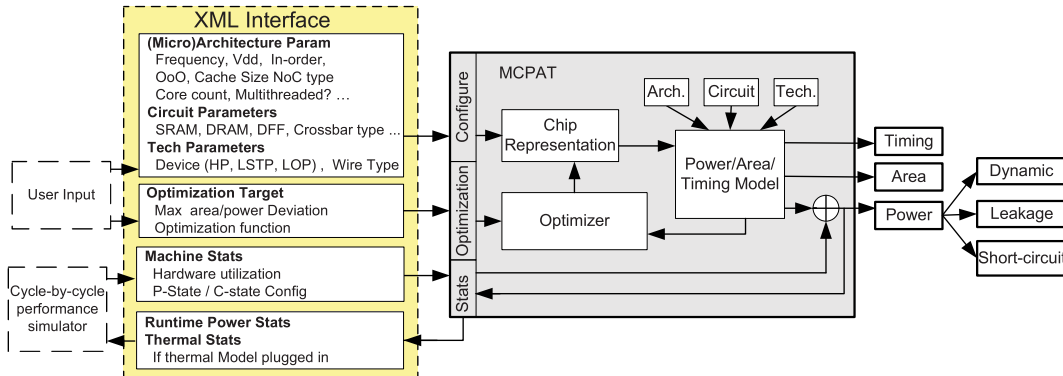 XML Interface
(Micro)Architecture Param
Frequency, Vdd, In-order,
OoO, Cache Size NoC type
Core count, Multithreaded? ...
Circuit Parameters
SRAM, DRAM, DFF, Crossbar type ...
Tech Parameters
Device (HP, LSTP, LOP) , Wire Type
User Input
Optimization Target
Max area/power Deviation
Optimization function
Machine Stats
Hardware utilization
P-State / C-state Config
Cycle-by-cycle
performance
simulator
Runtime Power Stats
Thermal Stats
If thermal Model plugged in
Configure
Optimization
Stats
MCPAT
Arch.
Circuit
Tech.
Chip
Representation
Power/Area/
Timing Model
Optimizer
Timing
Area
Power
Dynamic
Leakage
Short-circuit